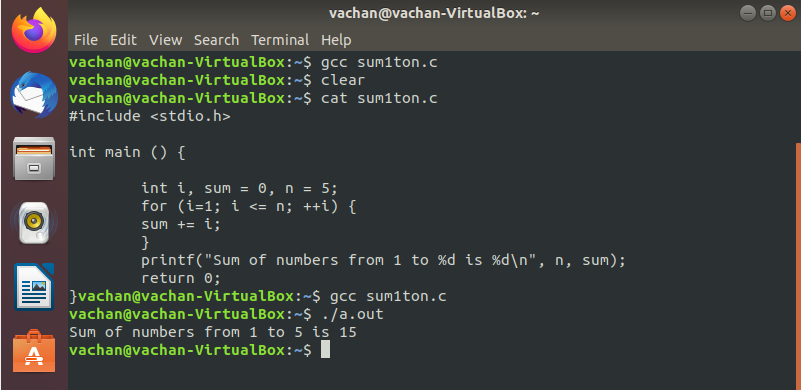 vachan@vachan-VirtualBox: ~
File Edit View Search Terminal Help
vachan@vachan-VirtualBox:~$ gcc sum1ton.c
vachan@vachan-VirtualBox:~$ clear
vachan@vachan-VirtualBox:~$ cat sum1ton.c
#include <stdio.h>

int main () {

        int i, sum = 0, n = 5;
        for (i=1; i <= n; ++i) {
        sum += i;
        }
        printf("Sum of numbers from 1 to %d is %d\n", n, sum);
        return 0;
}vachan@vachan-VirtualBox:~$ gcc sum1ton.c
vachan@vachan-VirtualBox:~$ ./a.out
Sum of numbers from 1 to 5 is 15
vachan@vachan-VirtualBox:~$